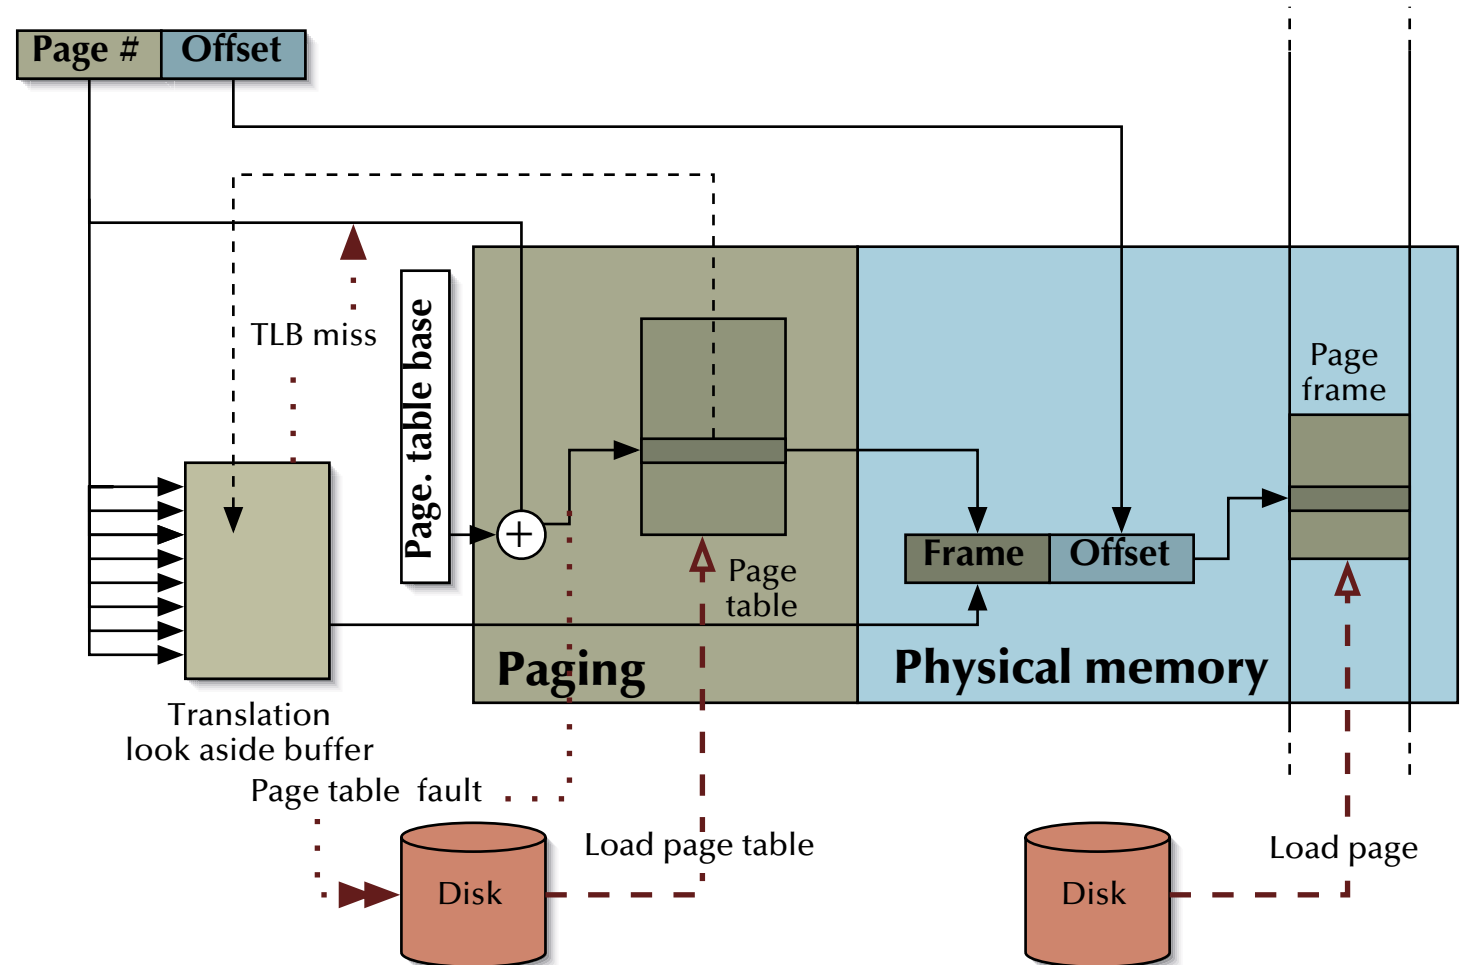 Page # Offset
TLB miss
Page. table base
Page
frame
+
Frame Offset
Page
table
Paging
Physical memory
Translation
look aside buffer
Page table fault
Load page table
Load page
Disk
Disk